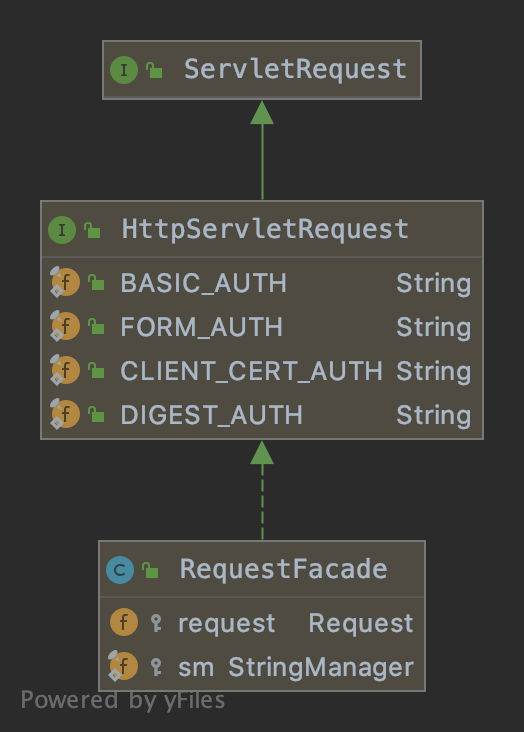 I ServletRequest
I HttpServletRequest
f BASIC_AUTH String
f FORM_AUTH String
f CLIENT_CERT_AUTH String
f DIGEST_AUTH String
C RequestFacade
f request Request
f sm StringManager
Powered by yFiles